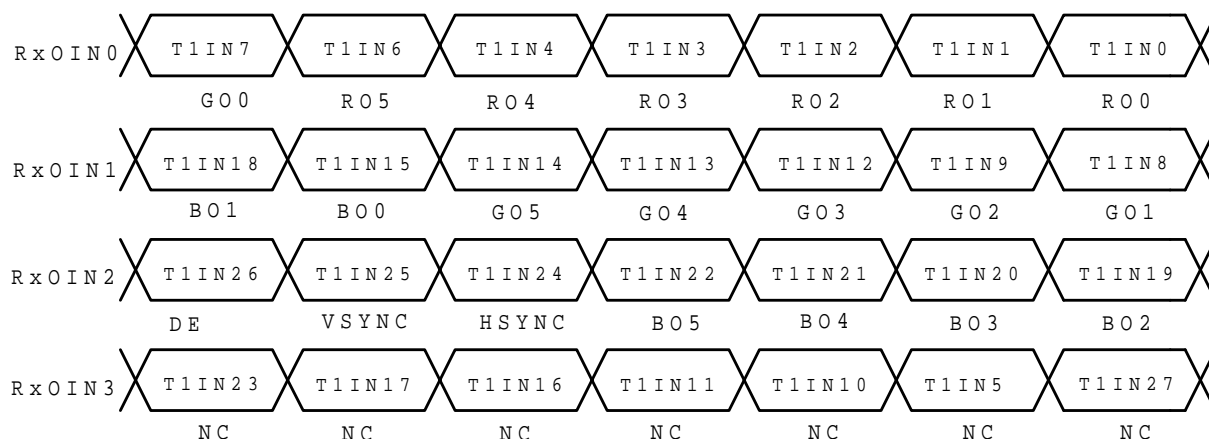 RxOIN0 T1IN7 T1IN6 T1IN4 T1IN3 T1IN2 T1IN1 T1IN0
GO0 RO5 RO4 RO3 RO2 RO1 RO0
RxOIN1 T1IN18 T1IN15 T1IN14 T1IN13 T1IN12 T1IN9 T1IN8
BO1 BO0 GO5 GO4 GO3 GO2 GO1
RxOIN2 T1IN26 T1IN25 T1IN24 T1IN22 T1IN21 T1IN20 T1IN19
DE VSYNC HSYNC BO5 BO4 BO3 BO2
RxOIN3 T1IN23 T1IN17 T1IN16 T1IN11 T1IN10 T1IN5 T1IN27
NC NC NC NC NC NC NC